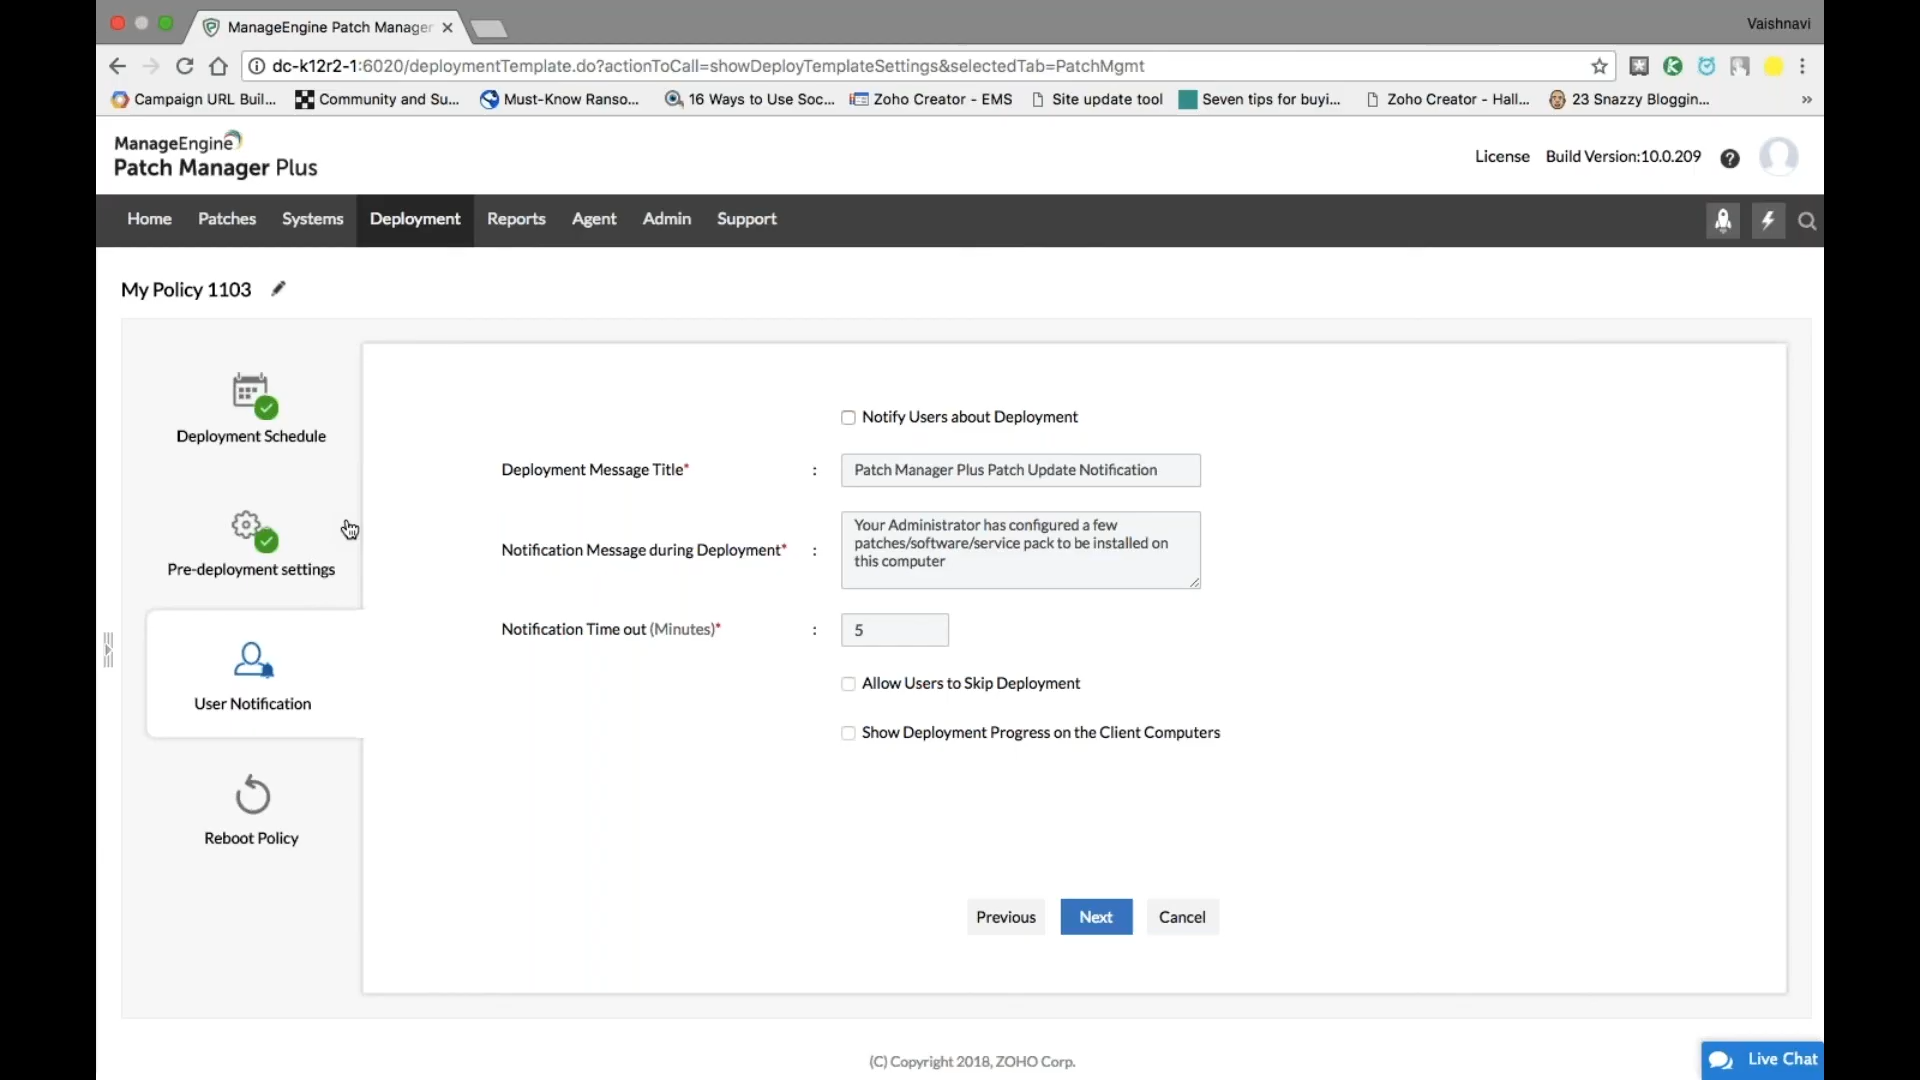 ManageEngine Patch Manager
Vaishnavi
dc-k12r2-1:6020/deploymentTemplate.do?actionToCall=showDeployTemplateSettings&selectedTab=PatchMgmt
Campaign URL Buil... Community and Su... Must-Know Ranso... 16 Ways to Use Soc... Zoho Creator - EMS Site update tool Seven tips for buyi... Zoho Creator - Hall... 23 Snazzy Bloggin... »
ManageEngine
Patch Manager Plus
License Build Version:10.0.209 ?
Home Patches Systems Deployment Reports Agent Admin Support
My Policy 1103
Deployment Schedule
Pre-deployment settings
User Notification
Reboot Policy
Notify Users about Deployment
Deployment Message Title* : Patch Manager Plus Patch Update Notification
Notification Message during Deployment* :
Your Administrator has configured a few
patches/software/service pack to be installed on
this computer
Notification Time out (Minutes)* : 5
Allow Users to Skip Deployment
Show Deployment Progress on the Client Computers
Previous Next Cancel
(C) Copyright 2018, ZOHO Corp.
Live Chat